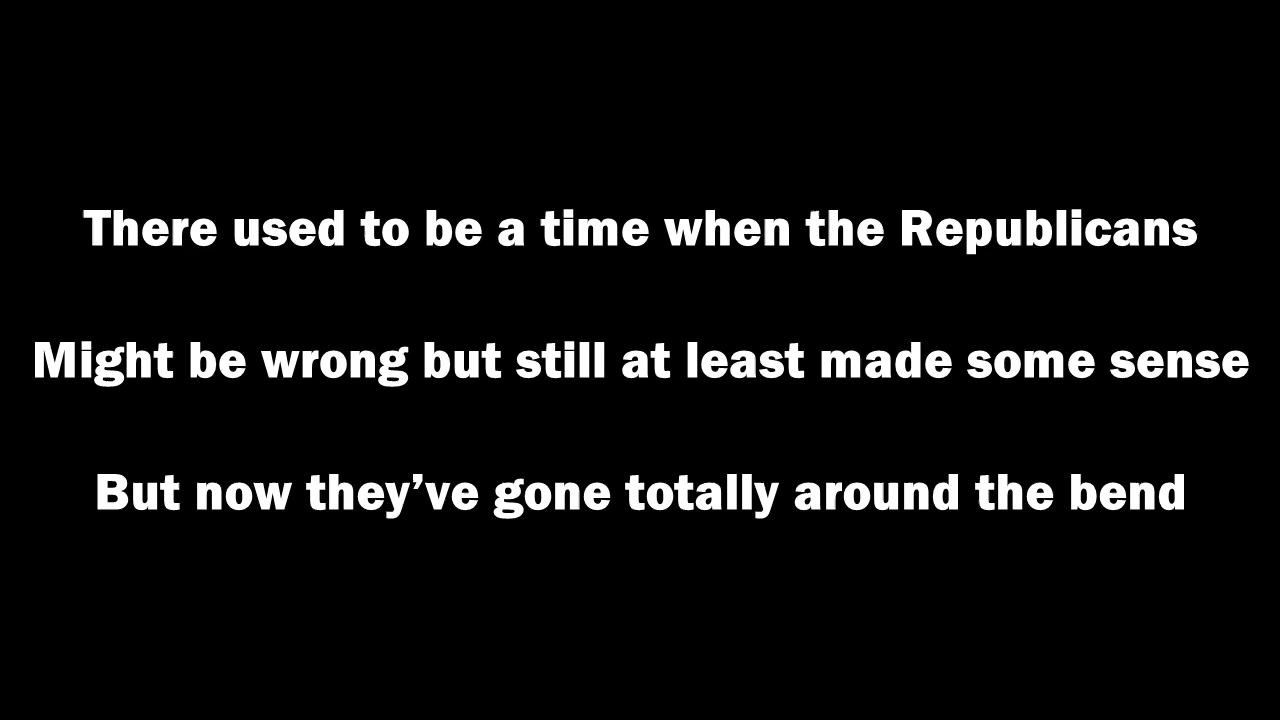 There used to be a time when the Republicans
Might be wrong but still at least made some sense
But now they’ve gone totally around the bend